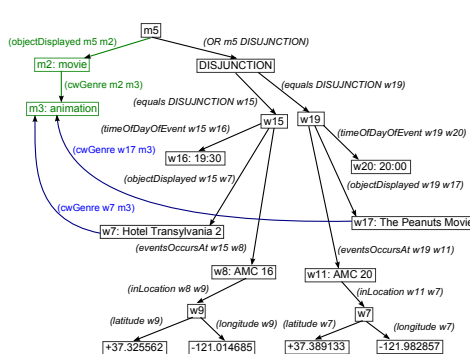 m5
(objectDisplayed m5 m2) (OR m5 DISUJNCTION)
m2: movie DISJUNCTION
(cwGenre m2 m3) (equals DISUJNCTION w19)
m3: animation (equals DISUJNCTION w15)
w15 w19
(timeOfDayOfEvent w15 w16) (timeOfDayOfEvent w19 w20)
w16: 19:30 w20: 20:00
(cwGenre w17 m3) (objectDisplayed w15 w7) (objectDisplayed w19 w17)
(cwGenre w7 m3) w17: The Peanuts Movie
w7: Hotel Transylvania 2
(eventsOccursAt w15 w8) (eventsOccursAt w19 w11)
w8: AMC 16 w11: AMC 20
(inLocation w8 w9) (inLocation w11 w7)
w9 w7
(latitude w9) (longitude w9) (latitude w7) (longitude w7)
+37.325562 -121.014685 +37.389133 -121.982857